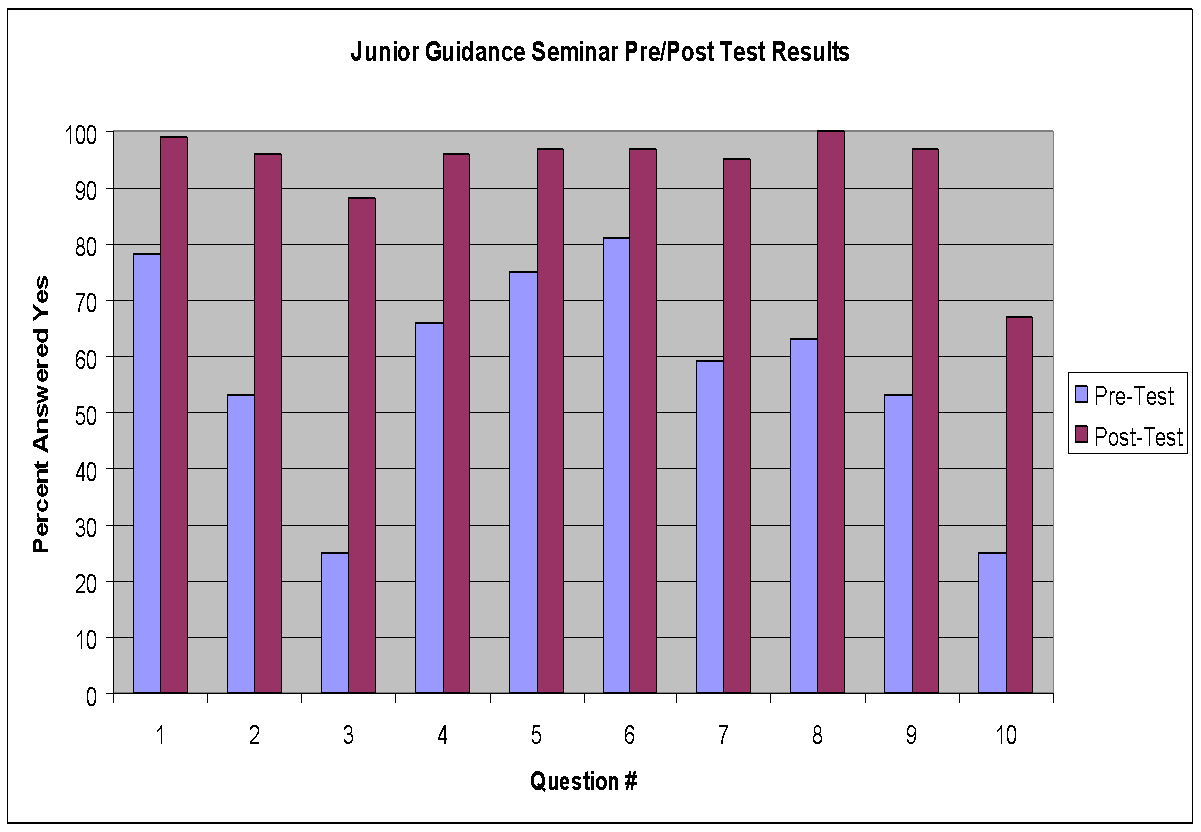 Junior Guidance Seminar Pre/Post Test Results
100
90
80
70
60
50
40
30
20
10
0
Percent Answered Yes
1 2 3 4 5 6 7 8 9 10
Question #
Pre-Test
Post-Test